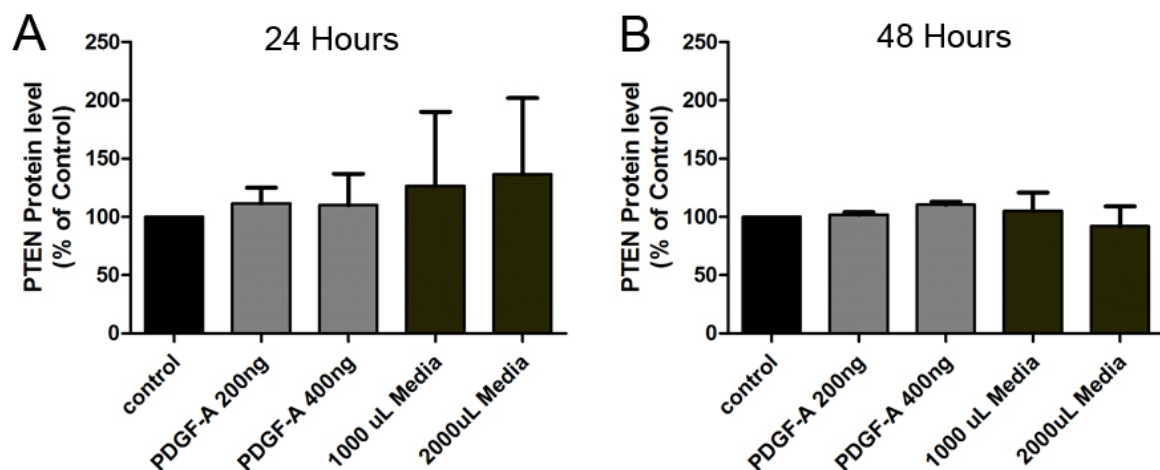 A
24 Hours
PTEN Protein level
(% of Control)
250
200
150
100
50
0
control
PDGF-A 200ng
PDGF-A 400ng
1000 uL Media
2000uL Media
B
48 Hours
PTEN Protein level
(% of Control)
250
200
150
100
50
0
control
PDGF-A 200ng
PDGF-A 400ng
1000 uL Media
2000uL Media